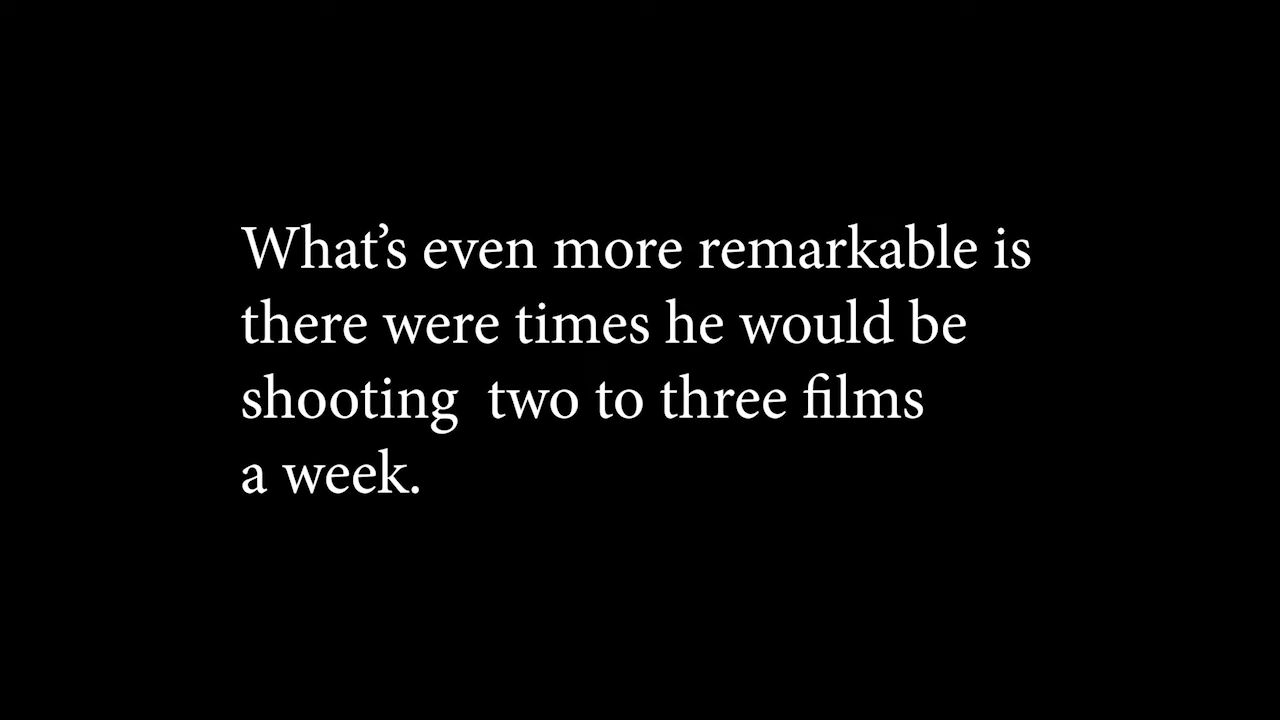 What’s even more remarkable is
there were times he would be
shooting  two to three films
a week.